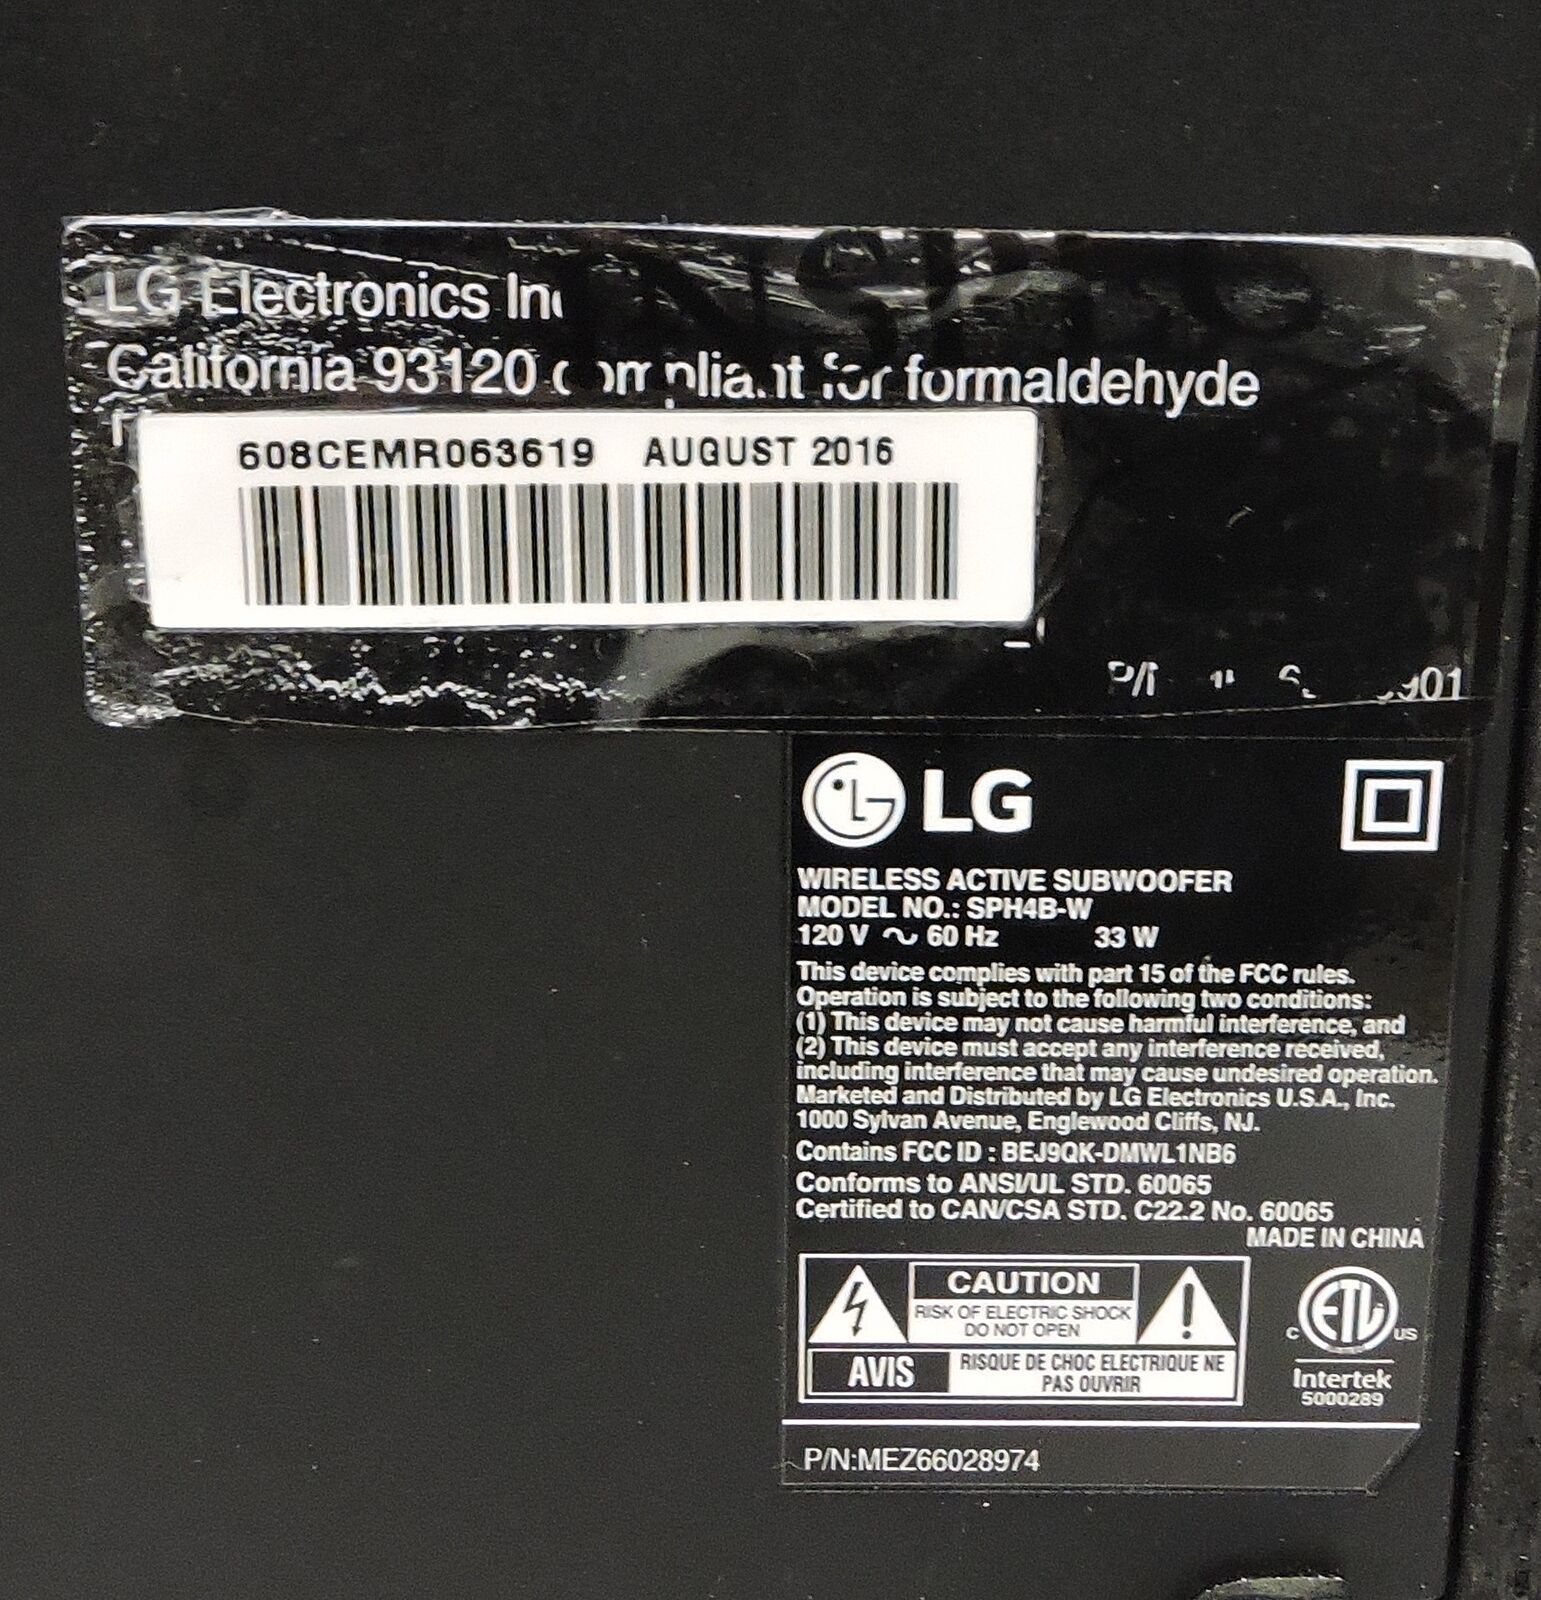 LG Electronics
California 93120 compliant for formaldehyde
608CEMR063619 AUGUST 2016
LG
WIRELESS ACTIVE SUBWOOFER
MODEL NO.: SPH4B-W
120 V ~ 60 Hz 33 W
This device complies with part 15 of the FCC rules.
Operation is subject to the following two conditions:
(1) This device may not cause harmful interference, and
(2) This device must accept any interference received,
including interference that may cause undesired operation.
Marketed and Distributed by LG Electronics U.S.A., Inc.
1000 Sylvan Avenue, Englewood Cliffs, NJ.
Contains FCC ID : BEJ9QK-DMWL1NB6
Conforms to ANSI/UL STD. 60065
Certified to CAN/CSA STD. C22.2 No. 60065
MADE IN CHINA
CAUTION
RISK OF ELECTRIC SHOCK
DO NOT OPEN
AVIS
RISQUE DE CHOC ELECTRIQUE NE
PAS OUVRIR
C ETL US
Intertek
5000289
P/N:MEZ66028974